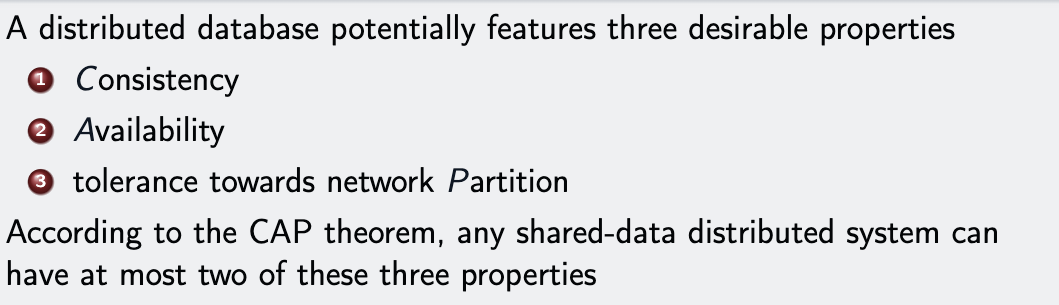 A distributed database potentially features three desirable properties
1 Consistency
2 Availability
3 tolerance towards network Partition
According to the CAP theorem, any shared-data distributed system can
have at most two of these three properties